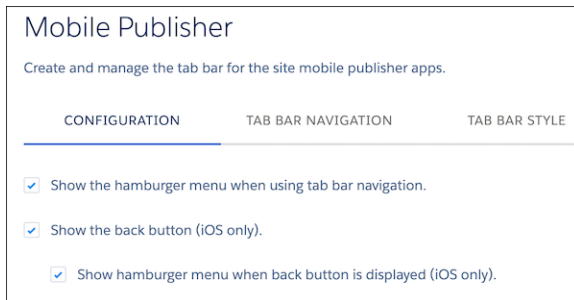 Mobile Publisher
Create and manage the tab bar for the site mobile publisher apps.
CONFIGURATION TAB BAR NAVIGATION TAB BAR STYLE
Show the hamburger menu when using tab bar navigation.
Show the back button (iOS only).
Show hamburger menu when back button is displayed (iOS only).